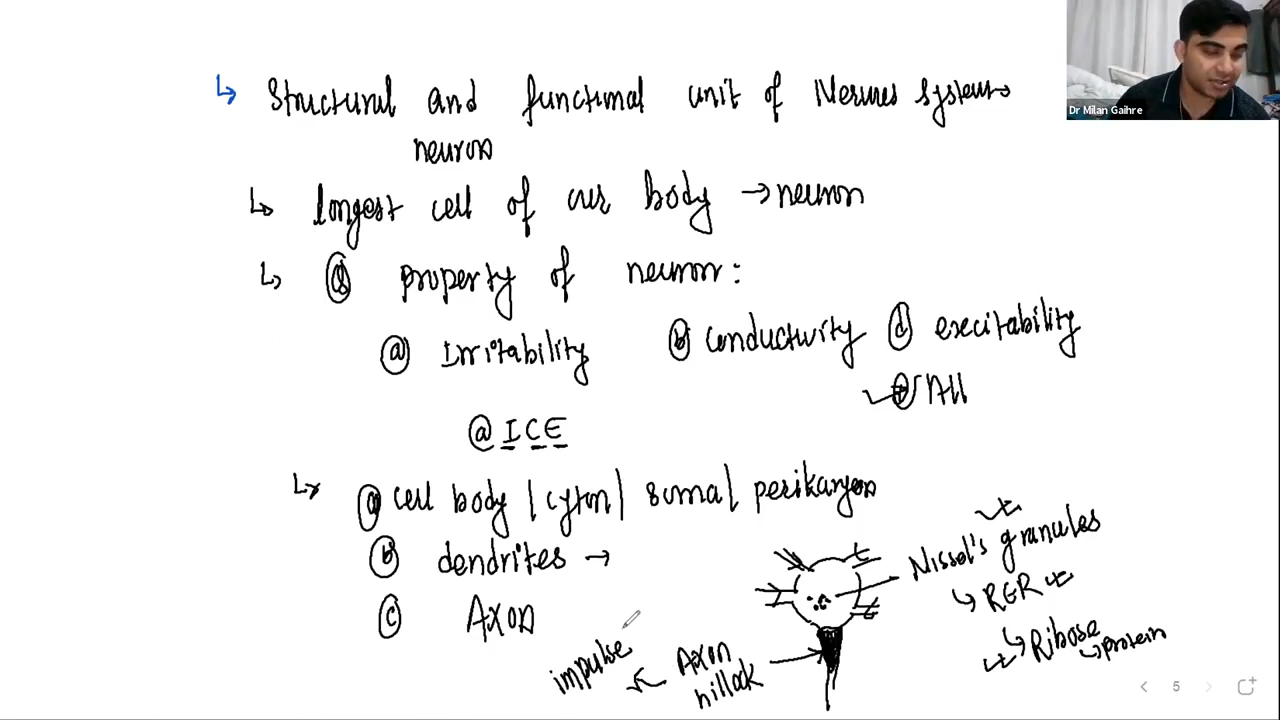 Dr Milan Gaihre
↳ Structural and functional unit of Nervous system →
neuron
↳ longest cell of our body → neuron
↳ Q property of neuron:
a Irritability b conductivity c excitability
d All
@ ICE
↳ a cell body / cyton / soma / perikaryon
b dendrites →
c Axon
Nissel's granules
↳ RER
↳ Ribose
↳ protein
Axon
hillock
impulse
5